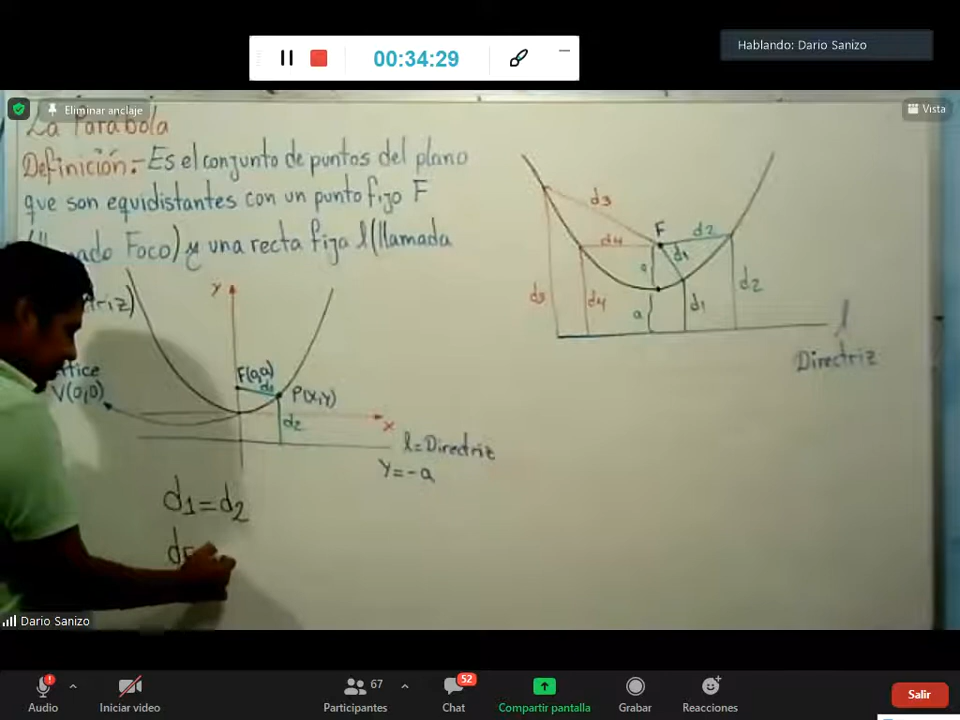 00:34:29
Hablando: Dario Sanizo
Eliminar anclaje
Vista
La Parabola
Definición:- Es el conjunto de puntos del plano
que son equidistantes con un punto fijo F
Foco) y una recta fija l (llamada
triz)
Y
F(0,a)
d1
P(x,y)
V(0,0)
d2
X
l=Directriz
Y=-a
d1=d2
d3
F
d2
d4
d1
a
d3
d4
a
d1
d2
l
Directriz
Dario Sanizo
Audio
Iniciar video
Participantes
67
Chat
52
Compartir pantalla
Grabar
Reacciones
Salir